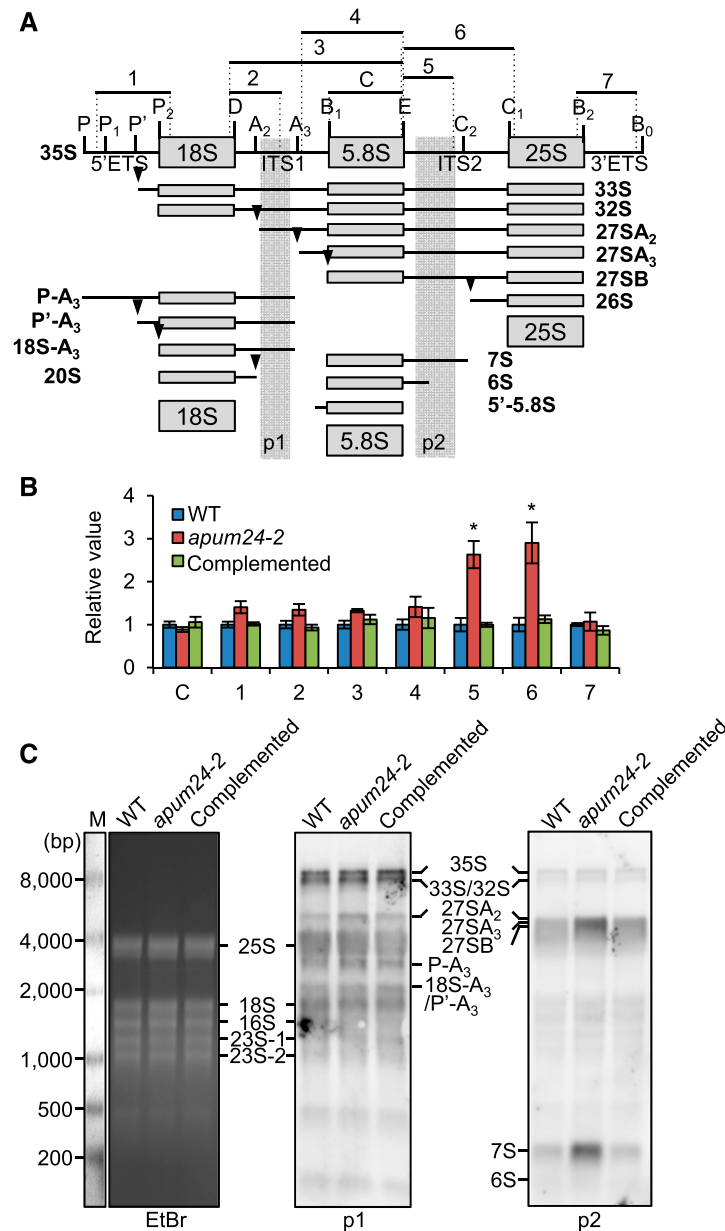 A
4
3
6
1
2
C
5
7
P P₁ P' P₂ D A₂ A₃ B₁ E C₂ C₁ B₂ B₀
35S 5'ETS 18S ITS1 5.8S ITS2 25S 3'ETS
33S
32S
27SA₂
27SA₃
27SB
P-A₃ 26S
P'-A₃ 25S
18S-A₃
20S 7S
6S
5'-5.8S
18S p1 5.8S p2
B
Relative value
4
3
2
1
0
WT
apum24-2
Complemented
* *
C 1 2 3 4 5 6 7
C
M WT apum24-2 Complemented
WT apum24-2 Complemented
WT apum24-2 Complemented
(bp)
8,000
4,000
2,000
1,000
500
200
25S
18S
16S
23S-1
23S-2
35S
33S/32S
27SA₂
27SA₃
27SB
P-A₃
18S-A₃
/P'-A₃
7S
6S
EtBr p1 p2